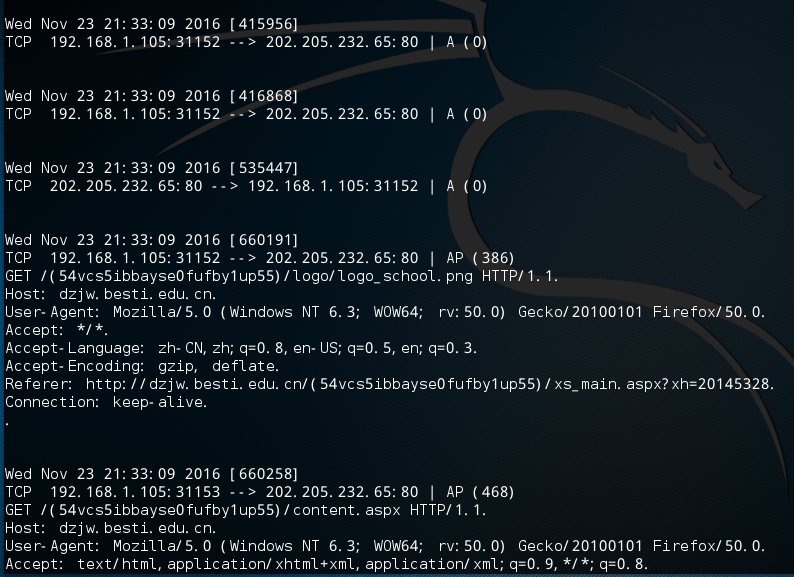 Wed Nov 23 21:33:09 2016 [415956]
TCP  192.168.1.105:31152 --> 202.205.232.65:80 | A (0)
Wed Nov 23 21:33:09 2016 [416868]
TCP  192.168.1.105:31152 --> 202.205.232.65:80 | A (0)
Wed Nov 23 21:33:09 2016 [535447]
TCP  202.205.232.65:80 --> 192.168.1.105:31152 | A (0)
Wed Nov 23 21:33:09 2016 [660191]
TCP  192.168.1.105:31152 --> 202.205.232.65:80 | AP (386)
GET /(54vcs5ibbayse0fufby1up55)/logo/logo_school.png HTTP/1.1.
Host: dzjw.besti.edu.cn.
User-Agent: Mozilla/5.0 (Windows NT 6.3; WOW64; rv:50.0) Gecko/20100101 Firefox/50.0.
Accept: */*.
Accept-Language: zh-CN,zh;q=0.8,en-US;q=0.5,en;q=0.3.
Accept-Encoding: gzip, deflate.
Referer: http://dzjw.besti.edu.cn/(54vcs5ibbayse0fufby1up55)/xs_main.aspx?xh=20145328.
Connection: keep-alive.
.
Wed Nov 23 21:33:09 2016 [660258]
TCP  192.168.1.105:31153 --> 202.205.232.65:80 | AP (468)
GET /(54vcs5ibbayse0fufby1up55)/content.aspx HTTP/1.1.
Host: dzjw.besti.edu.cn.
User-Agent: Mozilla/5.0 (Windows NT 6.3; WOW64; rv:50.0) Gecko/20100101 Firefox/50.0.
Accept: text/html,application/xhtml+xml,application/xml;q=0.9,*/*;q=0.8.